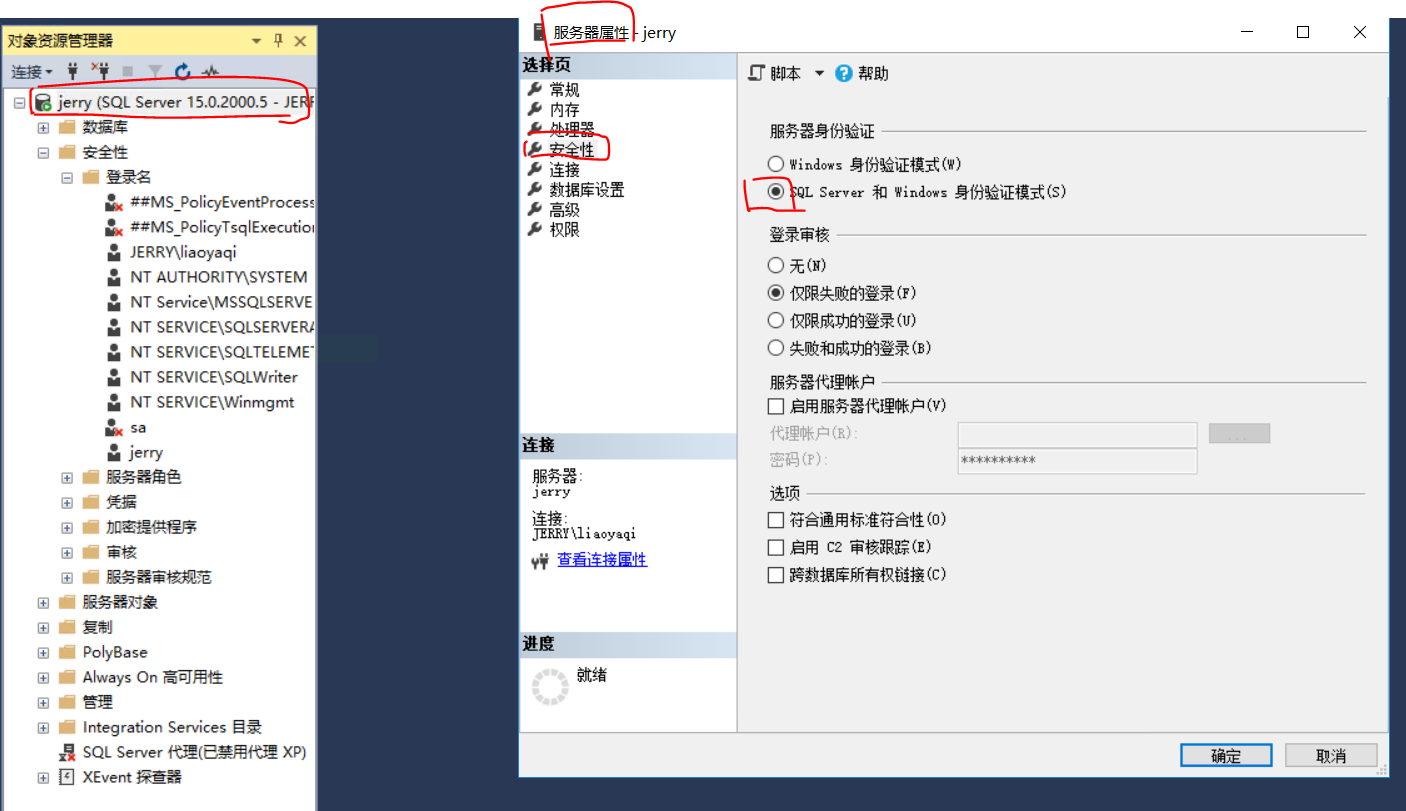 对象资源管理器
连接
jerry (SQL Server 15.0.2000.5 - JERR
数据库
安全性
登录名
##MS_PolicyEventProcess
##MS_PolicyTsqlExecution
JERRY\liaoyaqi
NT AUTHORITY\SYSTEM
NT Service\MSSQLSERVE
NT SERVICE\SQLSERVERA
NT SERVICE\SQLTELEMET
NT SERVICE\SQLWriter
NT SERVICE\Winmgmt
sa
jerry
服务器角色
凭据
加密提供程序
审核
服务器审核规范
服务器对象
复制
PolyBase
Always On 高可用性
管理
Integration Services 目录
SQL Server 代理(已禁用代理 XP)
XEvent 探查器
服务器属性 - jerry
选择页
常规
内存
处理器
安全性
连接
数据库设置
高级
权限
连接
服务器:
jerry
连接:
JERRY\liaoyaqi
查看连接属性
进度
就绪
脚本
帮助
服务器身份验证
Windows 身份验证模式(W)
SQL Server 和 Windows 身份验证模式(S)
登录审核
无(N)
仅限失败的登录(F)
仅限成功的登录(U)
失败和成功的登录(B)
服务器代理帐户
启用服务器代理帐户(V)
代理帐户(R):
...
密码(P):
**********
选项
符合通用标准符合性(O)
启用 C2 审核跟踪(E)
跨数据库所有权链接(C)
确定
取消